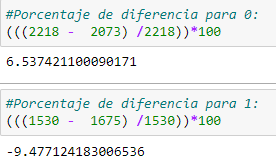 #Porcentaje de diferencia para 0:
(((2218 -  2073) /2218))*100
6.537421100090171
#Porcentaje de diferencia para 1:
(((1530 -  1675) /1530))*100
-9.477124183006536